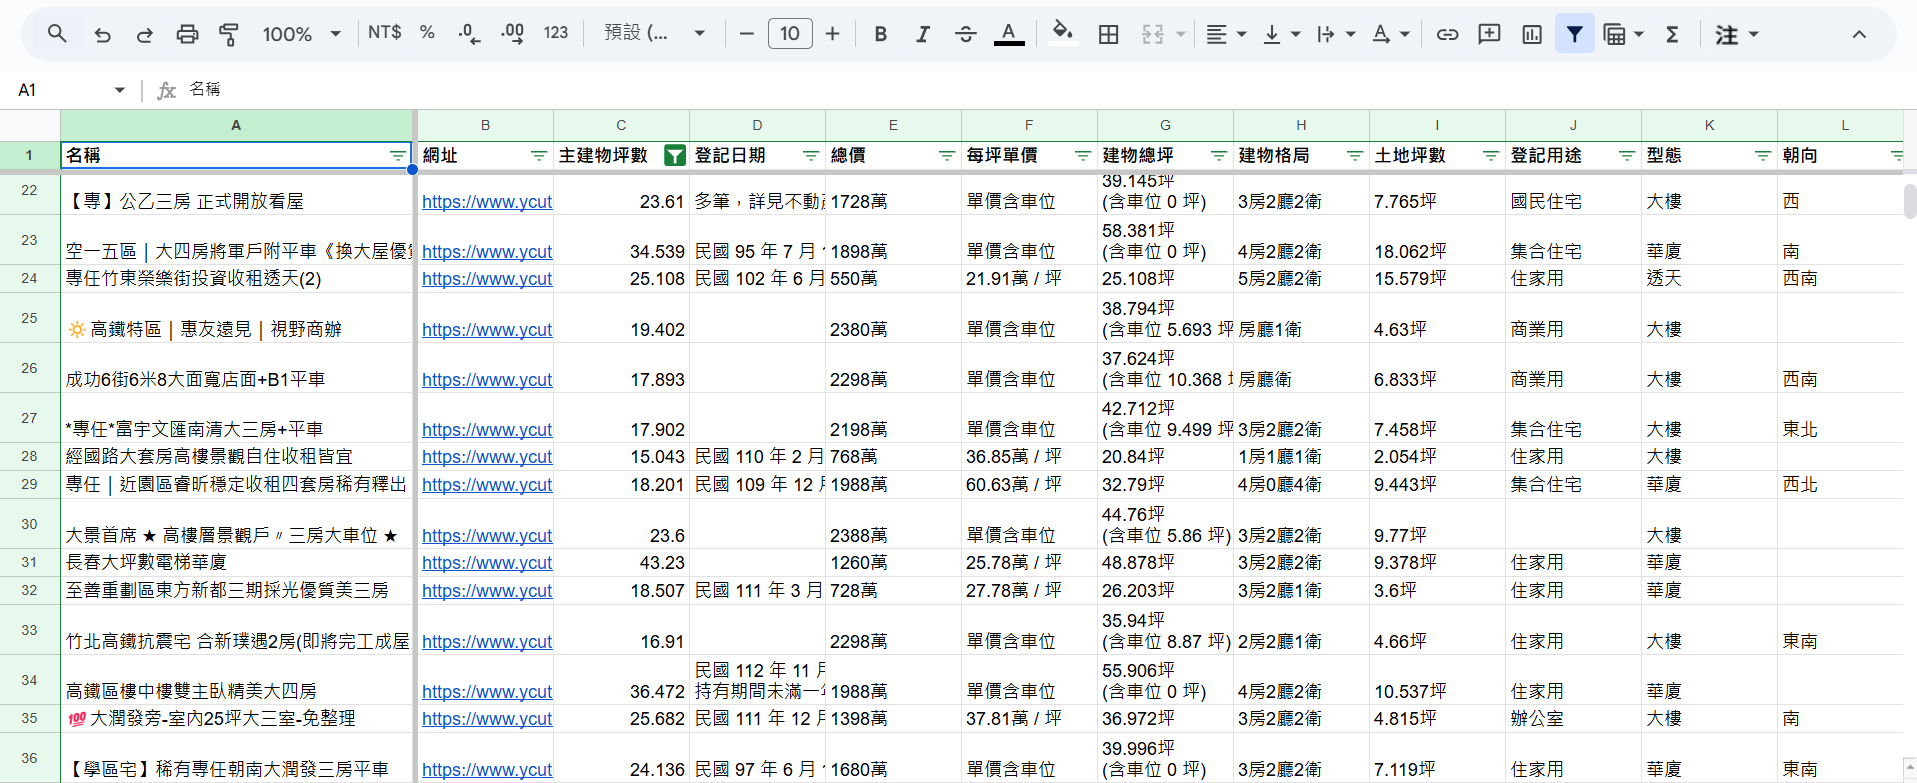 100% NT$ % .0 .00 123 預設 (... 10 B I A 注
A1 fx 名稱
A B C D E F G H I J K L
1 名稱 網址 主建物坪數 登記日期 總價 每坪單價 建物總坪 建物格局 土地坪數 登記用途 型態 朝向
39.145坪
22 【專】公乙三房 正式開放看屋 https://www.ycut 23.61 多筆，詳見不動產 1728萬 單價含車位 (含車位 0 坪) 3房2廳2衛 7.765坪 國民住宅 大樓 西
58.381坪
23 空一五區｜大四房將軍戶附平車《換大屋優質 https://www.ycut 34.539 民國 95 年 7 月 1898萬 單價含車位 (含車位 0 坪) 4房2廳2衛 18.062坪 集合住宅 華廈 南
24 專任竹東榮樂街投資收租透天(2) https://www.ycut 25.108 民國 102 年 6 月 550萬 21.91萬 / 坪 25.108坪 5房2廳2衛 15.579坪 住家用 透天 西南
38.794坪
25 🔆高鐵特區｜惠友遠見｜視野商辦 https://www.ycut 19.402 2380萬 單價含車位 (含車位 5.693 坪 房廳1衛 4.63坪 商業用 大樓
37.624坪
26 成功6街6米8大面寬店面+B1平車 https://www.ycut 17.893 2298萬 單價含車位 (含車位 10.368 房廳衛 6.833坪 商業用 大樓 西南
42.712坪
27 *專任*富宇文匯南清大三房+平車 https://www.ycut 17.902 2198萬 單價含車位 (含車位 9.499 坪 3房2廳2衛 7.458坪 集合住宅 大樓 東北
28 經國路大套房高樓景觀自住收租皆宜 https://www.ycut 15.043 民國 110 年 2 月 768萬 36.85萬 / 坪 20.84坪 1房1廳1衛 2.054坪 住家用 大樓
29 專任｜近園區睿昕穩定收租四套房稀有釋出 https://www.ycut 18.201 民國 109 年 12 月 1988萬 60.63萬 / 坪 32.79坪 4房0廳4衛 9.443坪 集合住宅 華廈 西北
44.76坪
30 大景首席 ★ 高樓層景觀戶〃三房大車位 ★ https://www.ycut 23.6 2388萬 單價含車位 (含車位 5.86 坪) 3房2廳2衛 9.77坪 大樓
31 長春大坪數電梯華廈 https://www.ycut 43.23 1260萬 25.78萬 / 坪 48.878坪 3房2廳2衛 9.378坪 住家用 華廈
32 至善重劃區東方新都三期採光優質美三房 https://www.ycut 18.507 民國 111 年 3 月 728萬 27.78萬 / 坪 26.203坪 3房2廳1衛 3.6坪 住家用 華廈
35.94坪
33 竹北高鐵抗震宅 合新璞遇2房(即將完工成屋 https://www.ycut 16.91 2298萬 單價含車位 (含車位 8.87 坪) 2房2廳1衛 4.66坪 住家用 大樓 東南
民國 112 年 11 月 55.906坪
34 高鐵區樓中樓雙主臥精美大四房 https://www.ycut 36.472 持有期間未滿一年 1988萬 單價含車位 (含車位 0 坪) 4房2廳2衛 10.537坪 住家用 華廈
35 💯大潤發旁-室內25坪大三室-免整理 https://www.ycut 25.682 民國 111 年 12 月 1398萬 37.81萬 / 坪 36.972坪 3房2廳2衛 4.815坪 辦公室 大樓 南
39.996坪
36 【學區宅】稀有專任朝南大潤發三房平車 https://www.ycut 24.136 民國 97 年 6 月 1680萬 單價含車位 (含車位 0 坪) 3房2廳2衛 7.119坪 住家用 華廈 東南